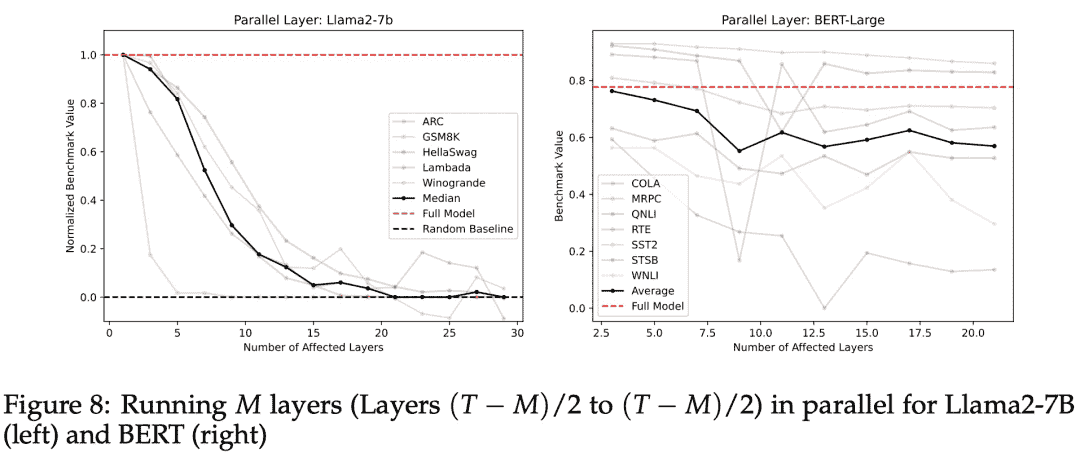 Parallel Layer: Llama2-7b
Normalized Benchmark Value
1.0
0.8
0.6
0.4
0.2
0.0
ARC
GSM8K
HellaSwag
Lambada
Winogrande
Median
Full Model
Random Baseline
0 5 10 15 20 25 30
Number of Affected Layers
Parallel Layer: BERT-Large
Benchmark Value
0.8
0.6
0.4
0.2
0.0
COLA
MRPC
QNLI
RTE
SST2
STSB
WNLI
Average
Full Model
2.5 5.0 7.5 10.0 12.5 15.0 17.5 20.0
Number of Affected Layers
Figure 8: Running M layers (Layers (T − M)/2 to (T − M)/2) in parallel for Llama2-7B
(left) and BERT (right)